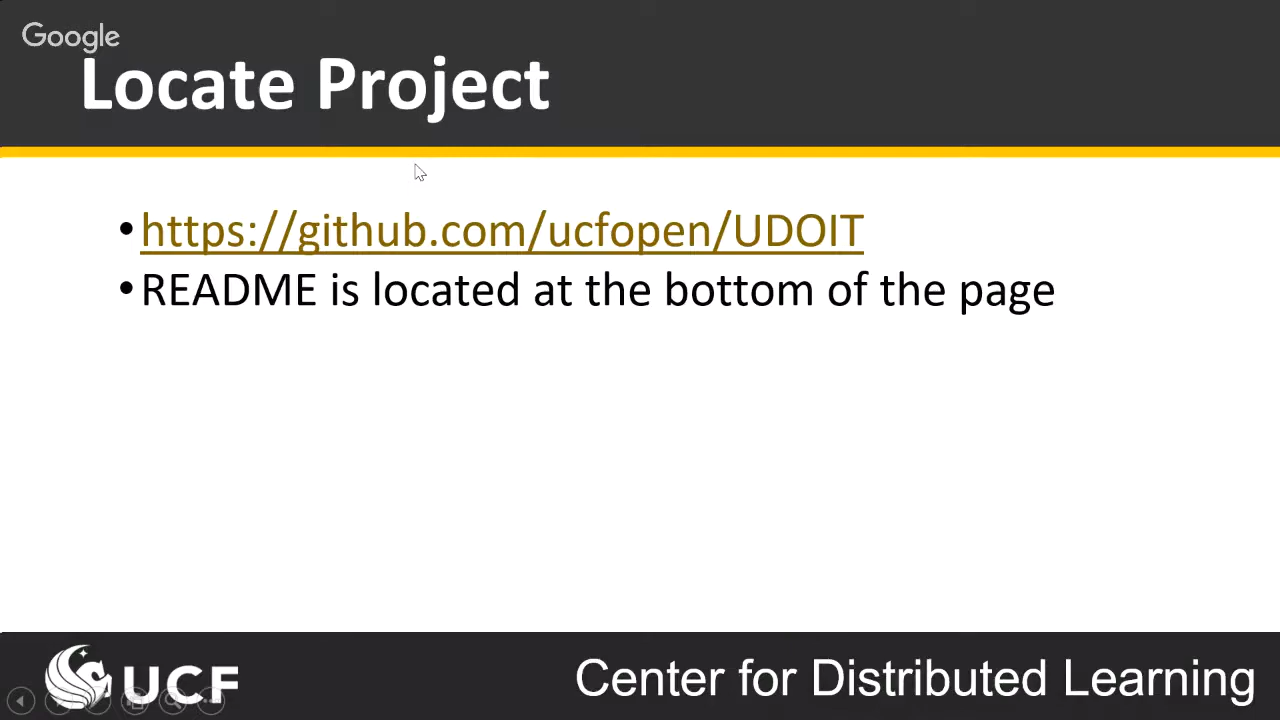 Google
Locate Project
• https://github.com/ucfopen/UDOIT
• README is located at the bottom of the page
UCF
Center for Distributed Learning